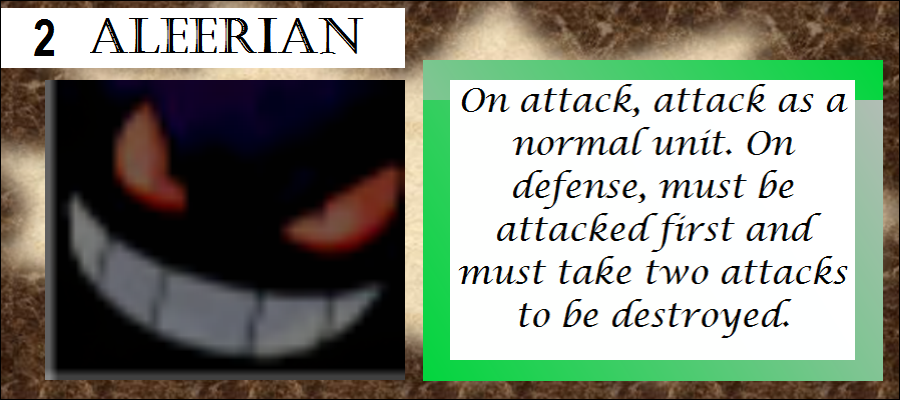 2 ALEERIAN
On attack, attack as a
normal unit. On
defense, must be
attacked first and
must take two attacks
to be destroyed.